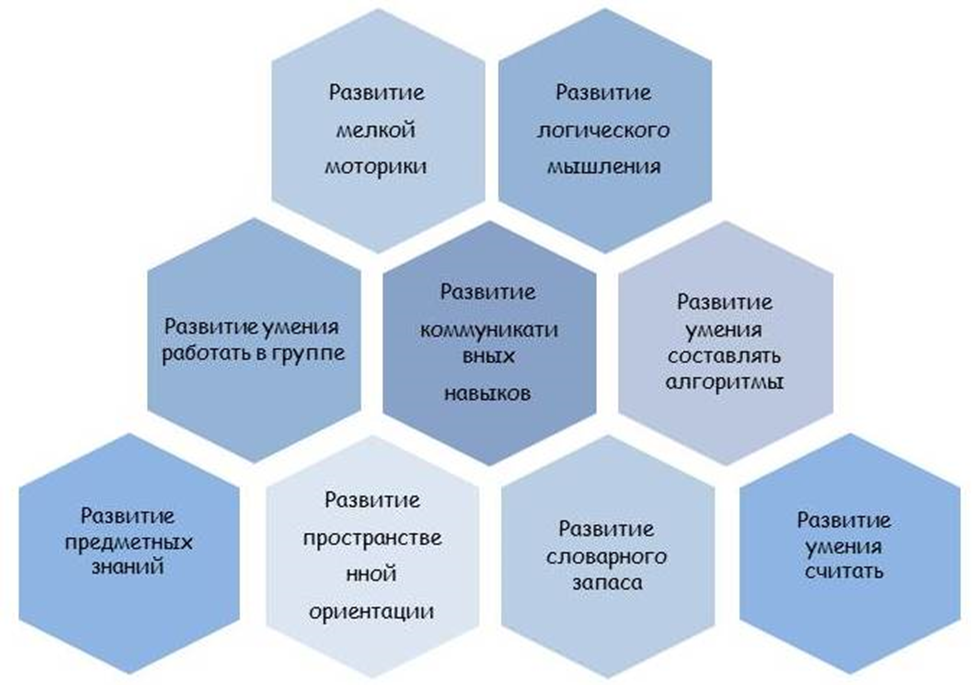 Развитие
мелкой
моторики
Развитие
логического
мышления
Развитие умения
работать в группе
Развитие
коммуникати
вных
навыков
Развитие
умения
составлять
алгоритмы
Развитие
предметных
знаний
Развитие
пространстве
нной
ориентации
Развитие
словарного
запаса
Развитие
умения
считать